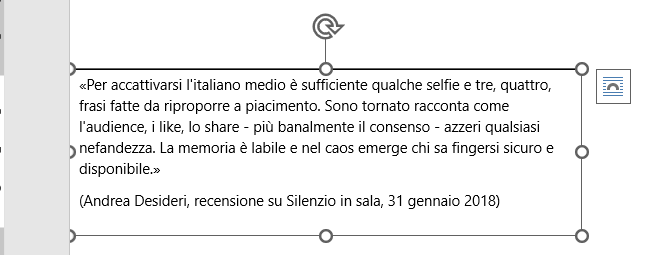 «Per accattivarsi l'italiano medio è sufficiente qualche selfie e tre, quattro,
frasi fatte da riproporre a piacimento. Sono tornato racconta come
l'audience, i like, lo share - più banalmente il consenso - azzeri qualsiasi
nefandezza. La memoria è labile e nel caos emerge chi sa fingersi sicuro e
disponibile.»
(Andrea Desideri, recensione su Silenzio in sala, 31 gennaio 2018)